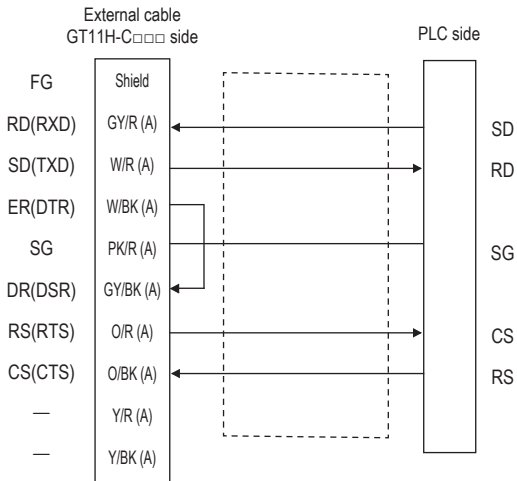 External cable
GT11H-C□□□ side
PLC side
FG Shield
RD(RXD) GY/R (A) SD
SD(TXD) W/R (A) RD
ER(DTR) W/BK (A)
SG PK/R (A) SG
DR(DSR) GY/BK (A)
RS(RTS) O/R (A) CS
CS(CTS) O/BK (A) RS
— Y/R (A)
— Y/BK (A)